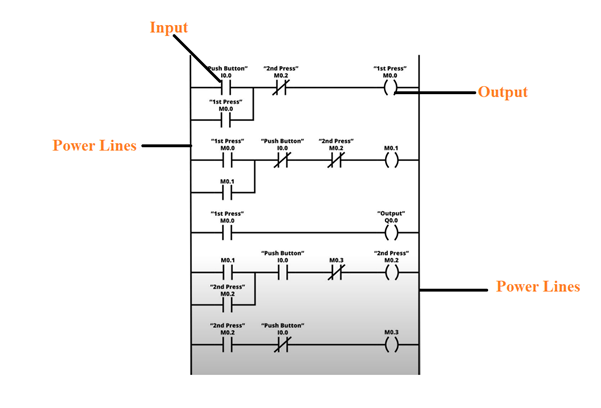 Input
"Push Button" "2nd Press" "1st Press"
I0.0 M0.2 M0.0
Output
"1st Press"
M0.0
Power Lines
"1st Press" "Push Button" "2nd Press"
M0.0 I0.0 M0.2 M0.1
M0.1
"1st Press" "Output"
M0.0 Q0.0
"Push Button" "2nd Press"
M0.1 I0.0 M0.3 M0.2
"2nd Press"
M0.2
Power Lines
"2nd Press" "Push Button"
M0.2 I0.0 M0.3